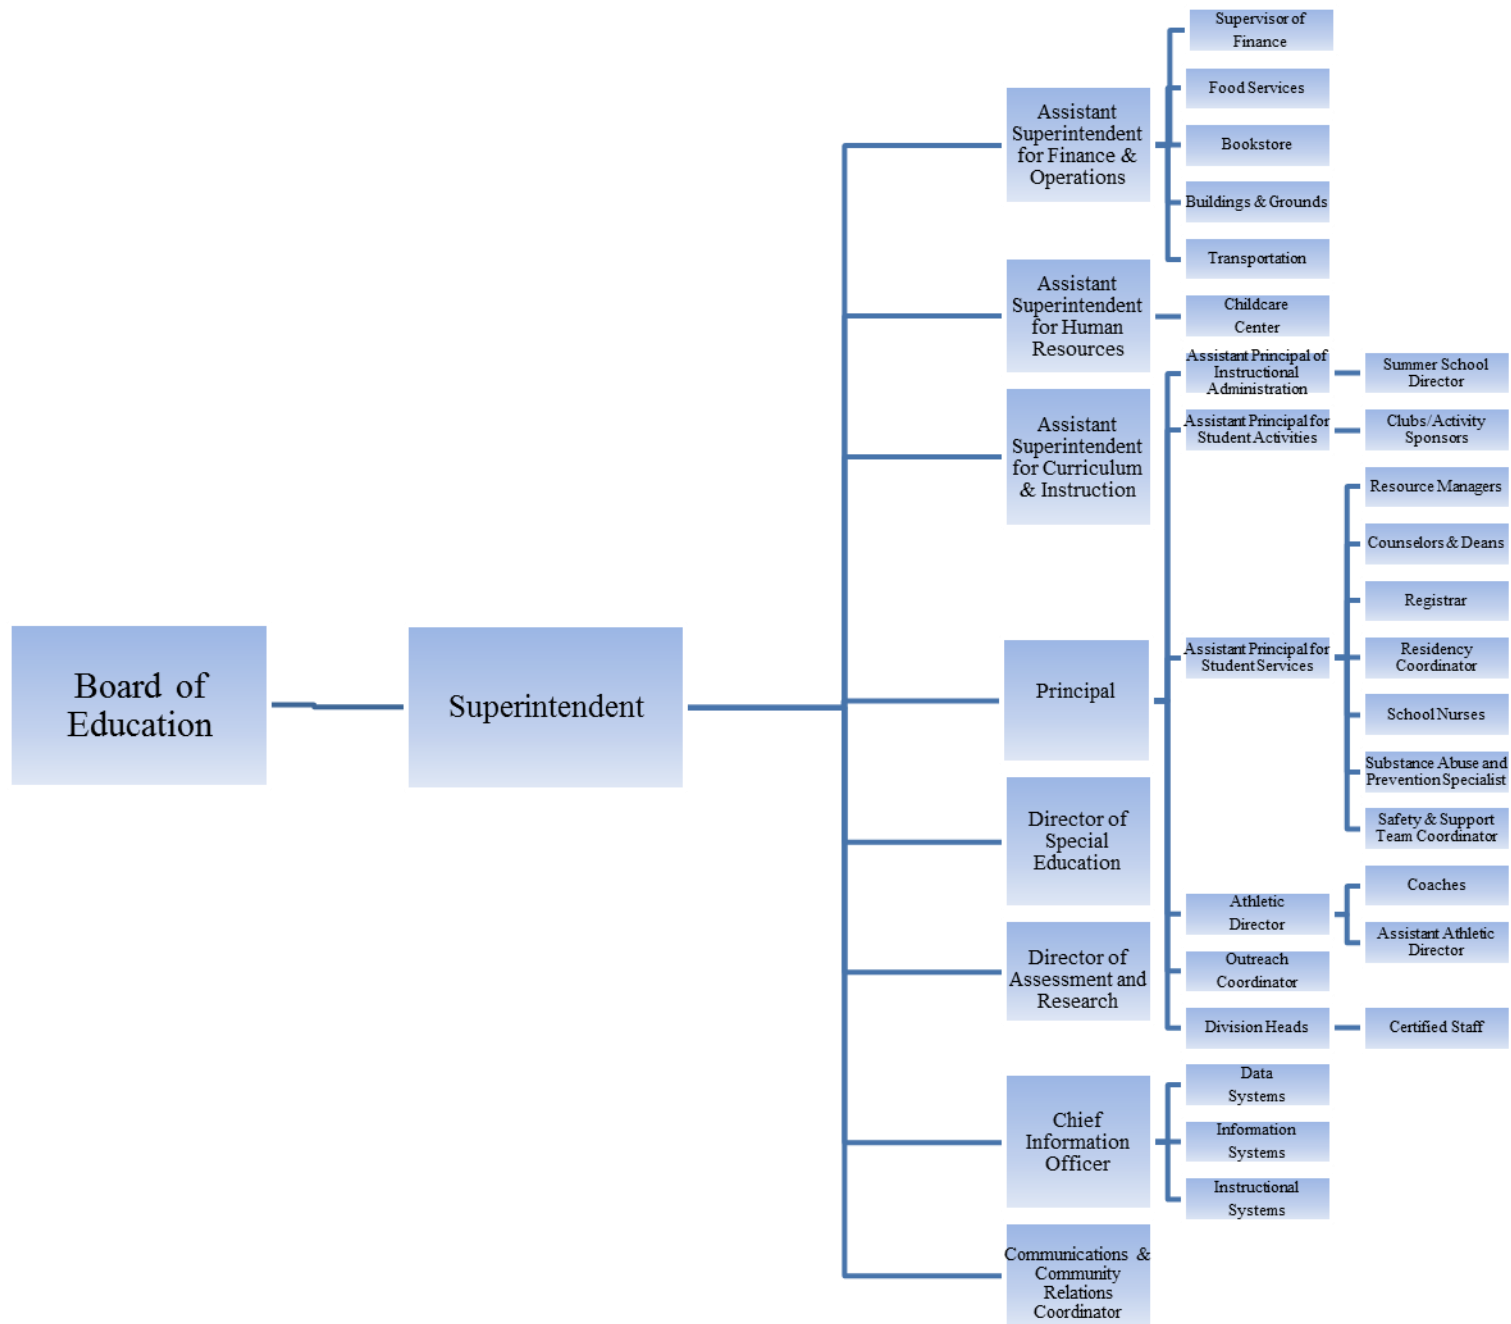 Board of
Education
Superintendent
Assistant
Superintendent
for Finance &
Operations
Supervisor of
Finance
Food Services
Bookstore
Buildings & Grounds
Transportation
Assistant
Superintendent
for Human
Resources
Childcare
Center
Assistant
Superintendent
for Curriculum
& Instruction
Principal
Assistant Principal of
Instructional
Administration
Summer School
Director
Assistant Principal for
Student Activities
Clubs/Activity
Sponsors
Assistant Principal for
Student Services
Resource Managers
Counselors & Deans
Registrar
Residency
Coordinator
School Nurses
Substance Abuse and
Prevention Specialist
Safety & Support
Team Coordinator
Athletic
Director
Coaches
Assistant Athletic
Director
Outreach
Coordinator
Division Heads
Certified Staff
Director of
Special
Education
Director of
Assessment and
Research
Chief
Information
Officer
Data
Systems
Information
Systems
Instructional
Systems
Communications &
Community
Relations
Coordinator